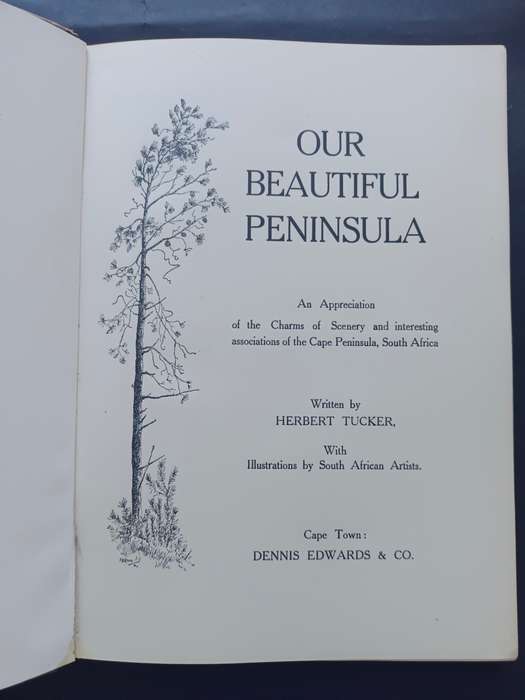 OUR
BEAUTIFUL
PENINSULA
An Appreciation
of the Charms of Scenery and interesting
associations of the Cape Peninsula, South Africa
Written by
HERBERT TUCKER,
With
Illustrations by South African Artists.
Cape Town:
DENNIS EDWARDS & CO.